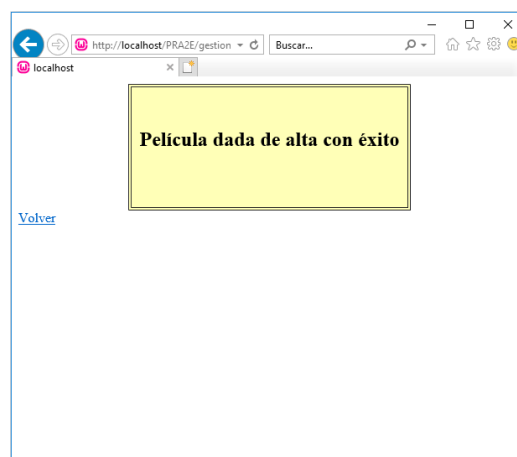 http://localhost/PRA2E/gestion
Buscar...
localhost
Película dada de alta con éxito
Volver